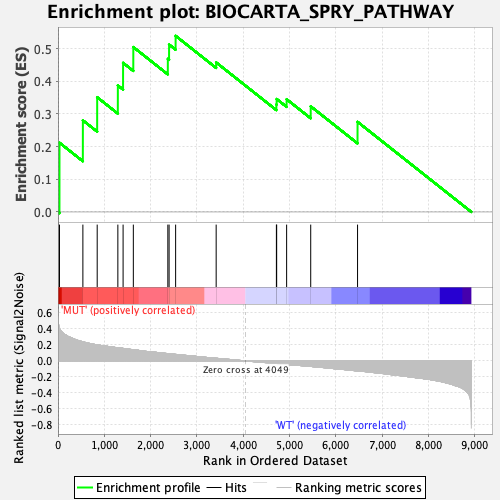 Enrichment plot: BIOCARTA_SPRY_PATHWAY
Enrichment score (ES)
0.5
0.4
0.3
0.2
0.1
0.0
'MUT' (positively correlated)
Ranked list metric (Signal2Noise)
0.6
0.4
0.2
0.0
-0.2
-0.4
-0.6
-0.8
Zero cross at 4049
'WT' (negatively correlated)
0 1,000 2,000 3,000 4,000 5,000 6,000 7,000 8,000 9,000
Rank in Ordered Dataset
Enrichment profile Hits Ranking metric scores